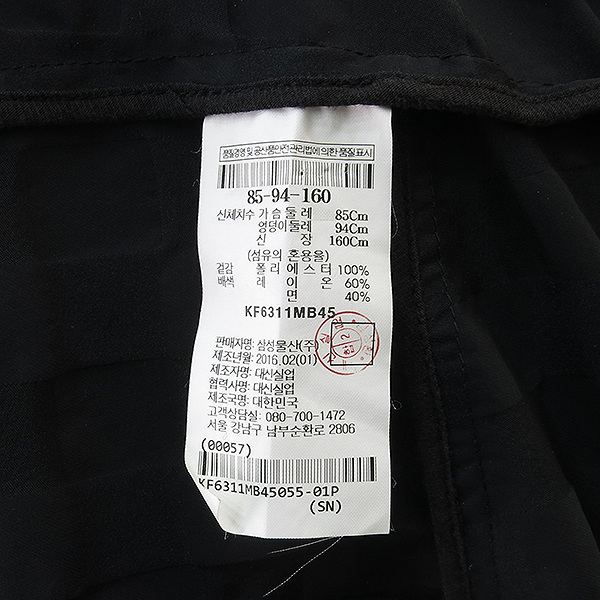 품질경영 및 공산품안전관리법에 의한 품질 표시
85-94-160
신체치수 가 슴 둘 레 85Cm
엉덩이둘레 94Cm
신 장 160Cm
(섬유의 혼용율)
겉감 폴 리 에 스 터 100%
배색 레 이 온 60%
면 40%
KF6311MB45
판매자명: 삼성물산(주)
제조년월: 2016.02(01)
제조자명: 대신실업
협력사명: 대신실업
제조국명: 대한민국
고객상담실: 080-700-1472
서울 강남구 남부순환로 2806
(00057)
KF6311MB45055-01P
(SN)